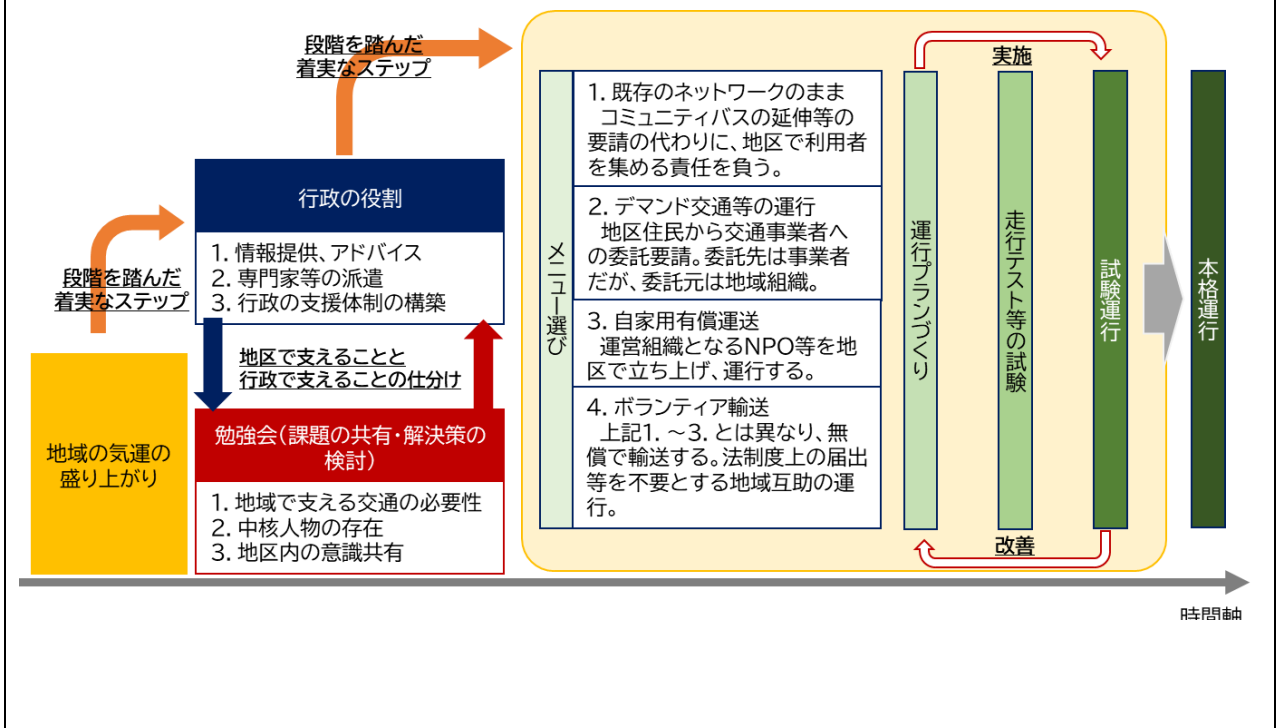 段階を踏んだ
着実なステップ
行政の役割
1. 情報提供、アドバイス
2. 専門家等の派遣
3. 行政の支援体制の構築
段階を踏んだ
着実なステップ
地区で支えることと
行政で支えることの仕分け
地域の気運の
盛り上がり
勉強会（課題の共有・解決策の
検討）
1. 地域で支える交通の必要性
2. 中核人物の存在
3. 地区内の意識共有
メニュー選び
1. 既存のネットワークのまま
コミュニティバスの延伸等の
要請の代わりに、地区で利用者
を集める責任を負う。
2. デマンド交通等の運行
地区住民から交通事業者へ
の委託要請。委託先は事業者
だが、委託元は地域組織。
3. 自家用有償運送
運営組織となるNPO等を地
区で立ち上げ、運行する。
4. ボランティア輸送
上記1. ～3. とは異なり、無
償で輸送する。法制度上の届出
等を不要とする地域互助の運
行。
実施
運行プランづくり
走行テスト等の試験
試験運行
改善
本格運行
時間軸